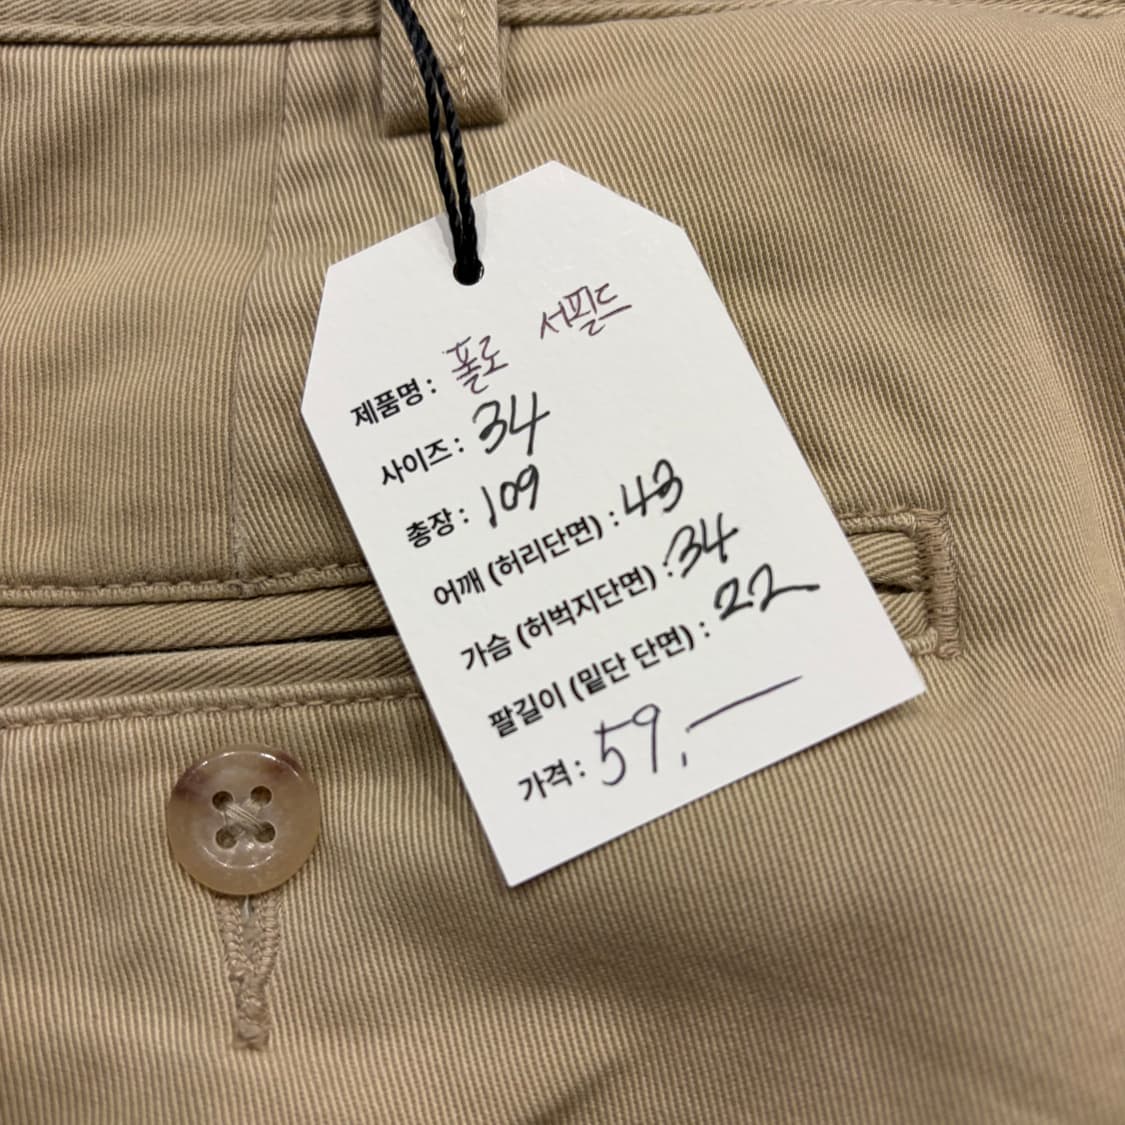 제품명 : 폴로 서필드
사이즈 : 34
총장 : 109
어깨 (허리단면) : 43
가슴 (허벅지단면) : 34
팔길이 (밑단 단면) : 22
가격 : 59,—